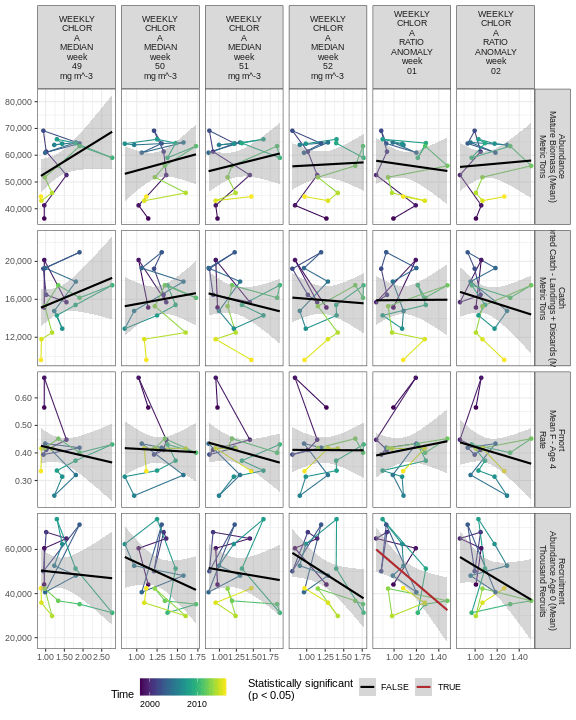 WEEKLY
CHLOR
A
MEDIAN
week
49
mg m^-3
WEEKLY
CHLOR
A
MEDIAN
week
50
mg m^-3
WEEKLY
CHLOR
A
MEDIAN
week
51
mg m^-3
WEEKLY
CHLOR
A
MEDIAN
week
52
mg m^-3
WEEKLY
CHLOR
A
RATIO
ANOMALY
week
01
WEEKLY
CHLOR
A
RATIO
ANOMALY
week
02
80,000
70,000
60,000
50,000
40,000
Abundance
Mature Biomass (Mean)
Metric Tons
20,000
16,000
12,000
Catch
Catch - Landings + Discards
Metric Tons
0.60
0.50
0.40
0.30
Fmort
Mean F - Age 4
Rate
60,000
40,000
20,000
Recruitment
Abundance Age 0 (Mean)
Thousand Recruits
1.00 1.50 2.00 2.50
1.00 1.25 1.50 1.75
1.00 1.25 1.50 1.75
1.00 1.25 1.50 1.75
1.00 1.20 1.40
1.00 1.20 1.40
Time
2000 2010
Statistically significant
(p < 0.05)
FALSE
TRUE